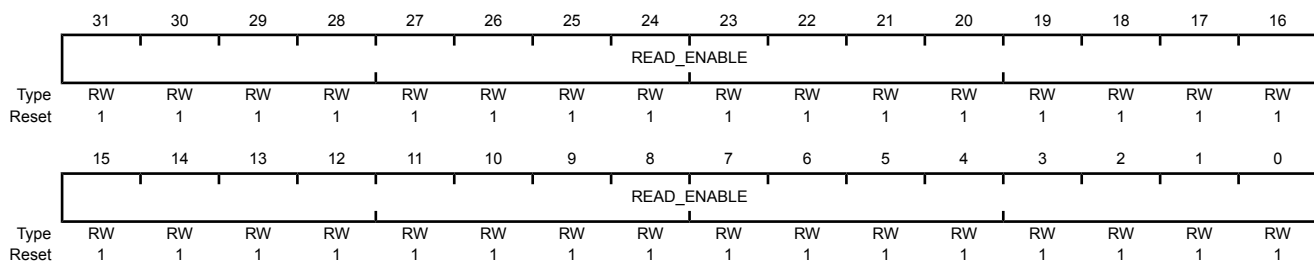 31 30 29 28 27 26 25 24 23 22 21 20 19 18 17 16
READ_ENABLE
Type RW RW RW RW RW RW RW RW RW RW RW RW RW RW RW RW
Reset 1 1 1 1 1 1 1 1 1 1 1 1 1 1 1 1
15 14 13 12 11 10 9 8 7 6 5 4 3 2 1 0
READ_ENABLE
Type RW RW RW RW RW RW RW RW RW RW RW RW RW RW RW RW
Reset 1 1 1 1 1 1 1 1 1 1 1 1 1 1 1 1